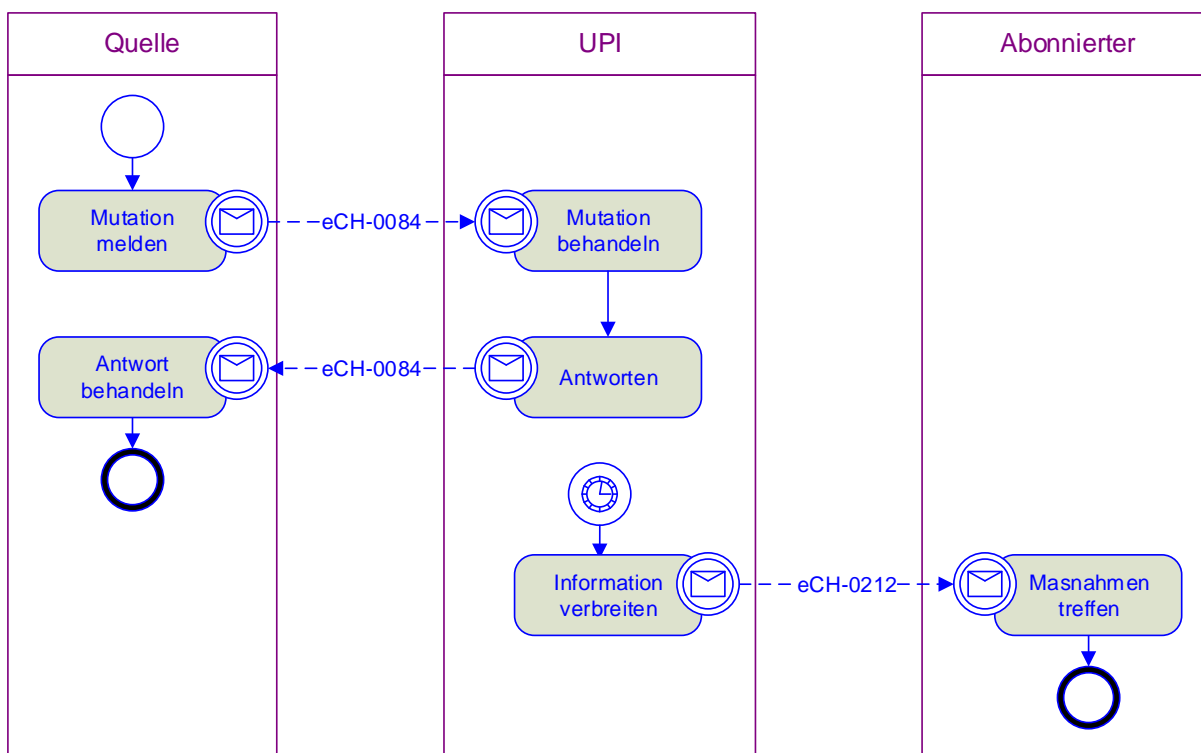 Quelle
UPI
Abonnierter
Mutation
melden
eCH-0084
Mutation
behandeln
Antwort
behandeln
eCH-0084
Antworten
Information
verbreiten
eCH-0212
Masnahmen
treffen